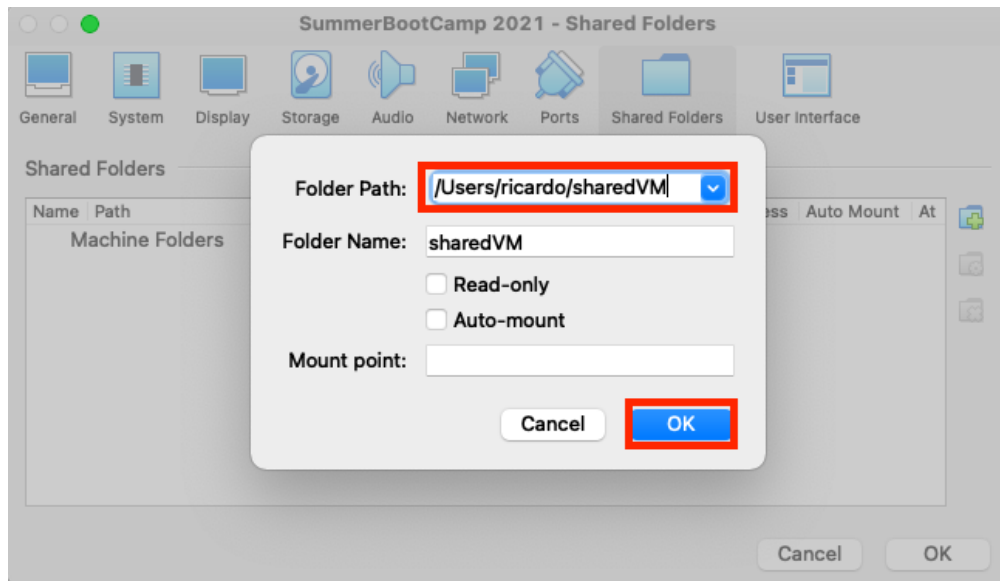 SummerBootCamp 2021 - Shared Folders
General System Display Storage Audio Network Ports Shared Folders User Interface
Shared Folders
Name Path ess Auto Mount At
Machine Folders
Folder Path: /Users/ricardo/sharedVM
Folder Name: sharedVM
Read-only
Auto-mount
Mount point:
Cancel OK
Cancel OK